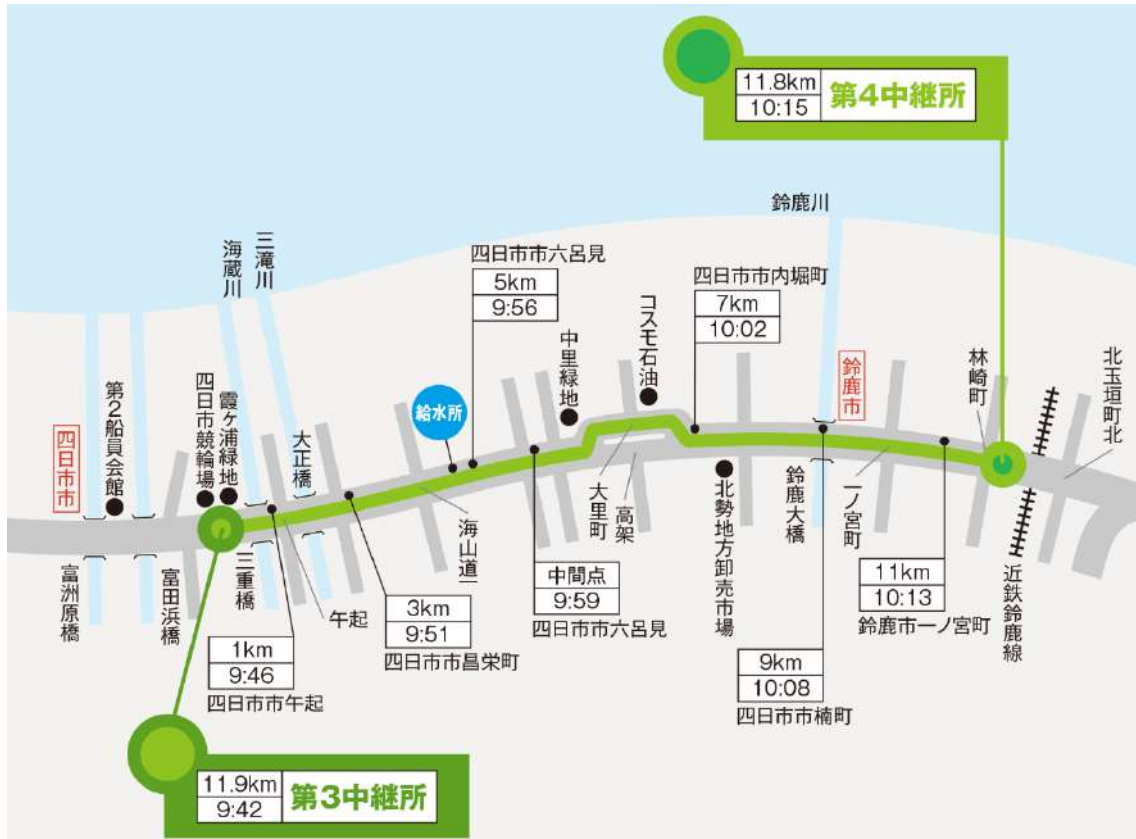 11.8km
10:15
第4中継所
鈴鹿川
三滝川
海蔵川
四日市市六呂見
5km
9:56
四日市市内堀町
7km
10:02
コスモ石油
中里緑地
鈴鹿市
林崎町
北玉垣町北
給水所
四日市市
第2船員会館
四日市競輪場
霞ヶ浦緑地
大正橋
富洲原橋
富田浜橋
三重橋
午起
海山道一
大里町
高架
北勢地方卸売市場
鈴鹿大橋
一ノ宮町
近鉄鈴鹿線
1km
9:46
四日市市午起
3km
9:51
四日市市昌栄町
中間点
9:59
四日市市六呂見
9km
10:08
四日市市楠町
11km
10:13
鈴鹿市一ノ宮町
11.9km
9:42
第3中継所